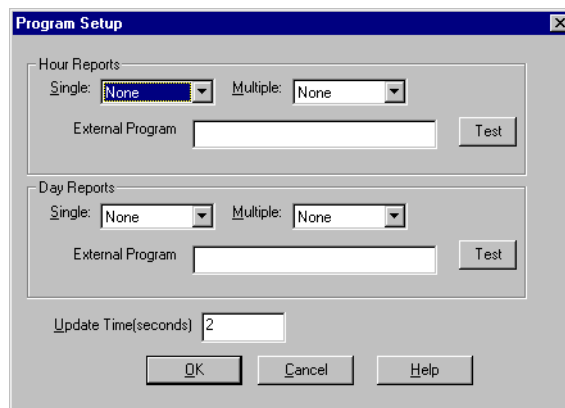 Program Setup
Hour Reports
Single: None Multiple: None
External Program Test
Day Reports
Single: None Multiple: None
External Program Test
Update Time(seconds) 2
OK Cancel Help